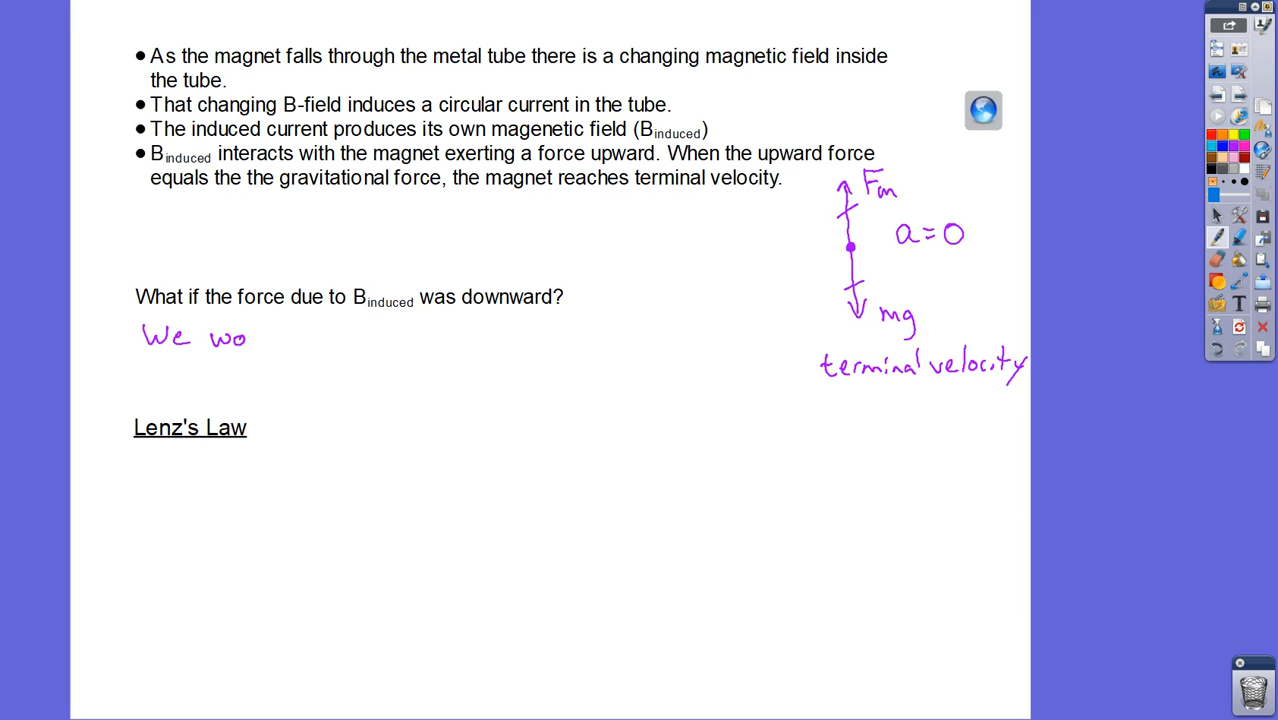 ● As the magnet falls through the metal tube there is a changing magnetic field inside
the tube.
● That changing B-field induces a circular current in the tube.
● The induced current produces its own magenetic field (Binduced)
● Binduced interacts with the magnet exerting a force upward. When the upward force
equals the the gravitational force, the magnet reaches terminal velocity.
Fm
a = 0
What if the force due to Binduced was downward?
mg
We wo
terminal velocity
Lenz's Law